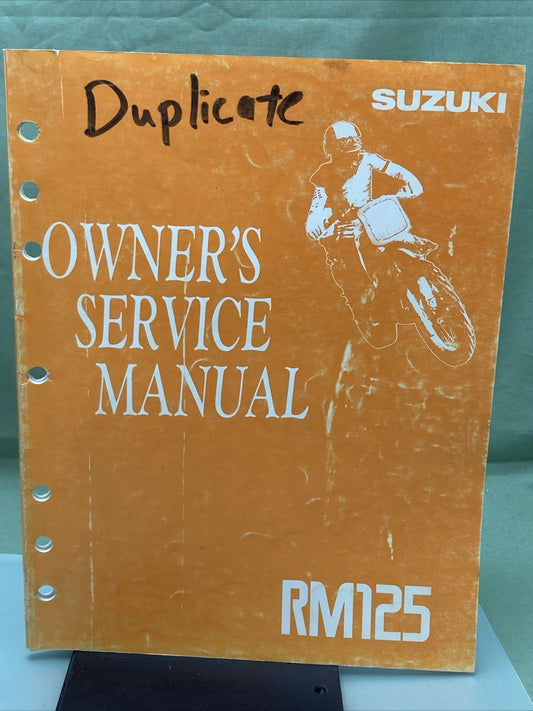 Duplicate
SUZUKI
OWNER'S
SERVICE
MANUAL
RM125